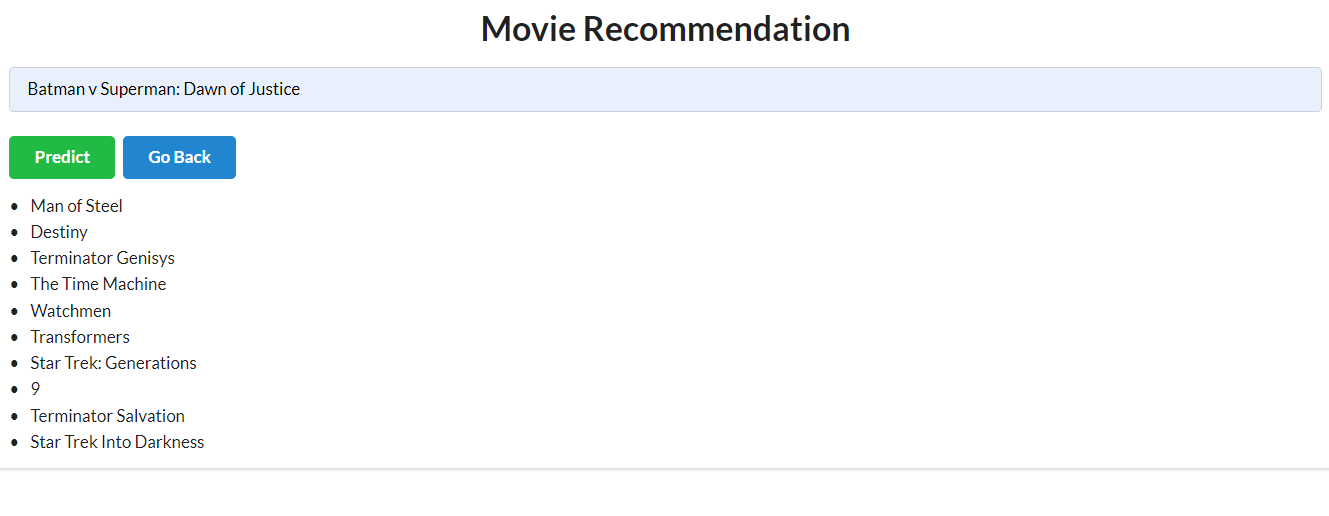 Movie Recommendation
Batman v Superman: Dawn of Justice
Predict Go Back
Man of Steel
Destiny
Terminator Genisys
The Time Machine
Watchmen
Transformers
Star Trek: Generations
9
Terminator Salvation
Star Trek Into Darkness